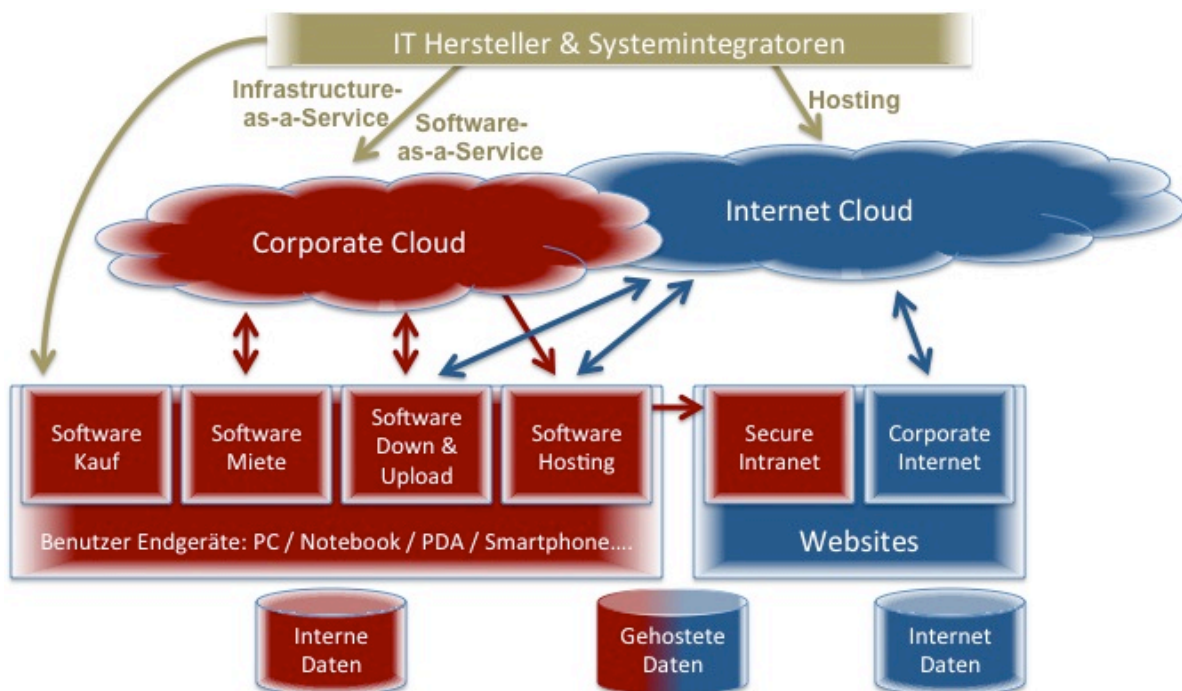 IT Hersteller & Systemintegratoren
Infrastructure-
as-a-Service
Software-
as-a-Service
Hosting
Corporate Cloud
Internet Cloud
Software
Kauf
Software
Miete
Software
Down &
Upload
Software
Hosting
Secure
Intranet
Corporate
Internet
Benutzer Endgeräte: PC / Notebook / PDA / Smartphone....
Websites
Interne
Daten
Gehostete
Daten
Internet
Daten